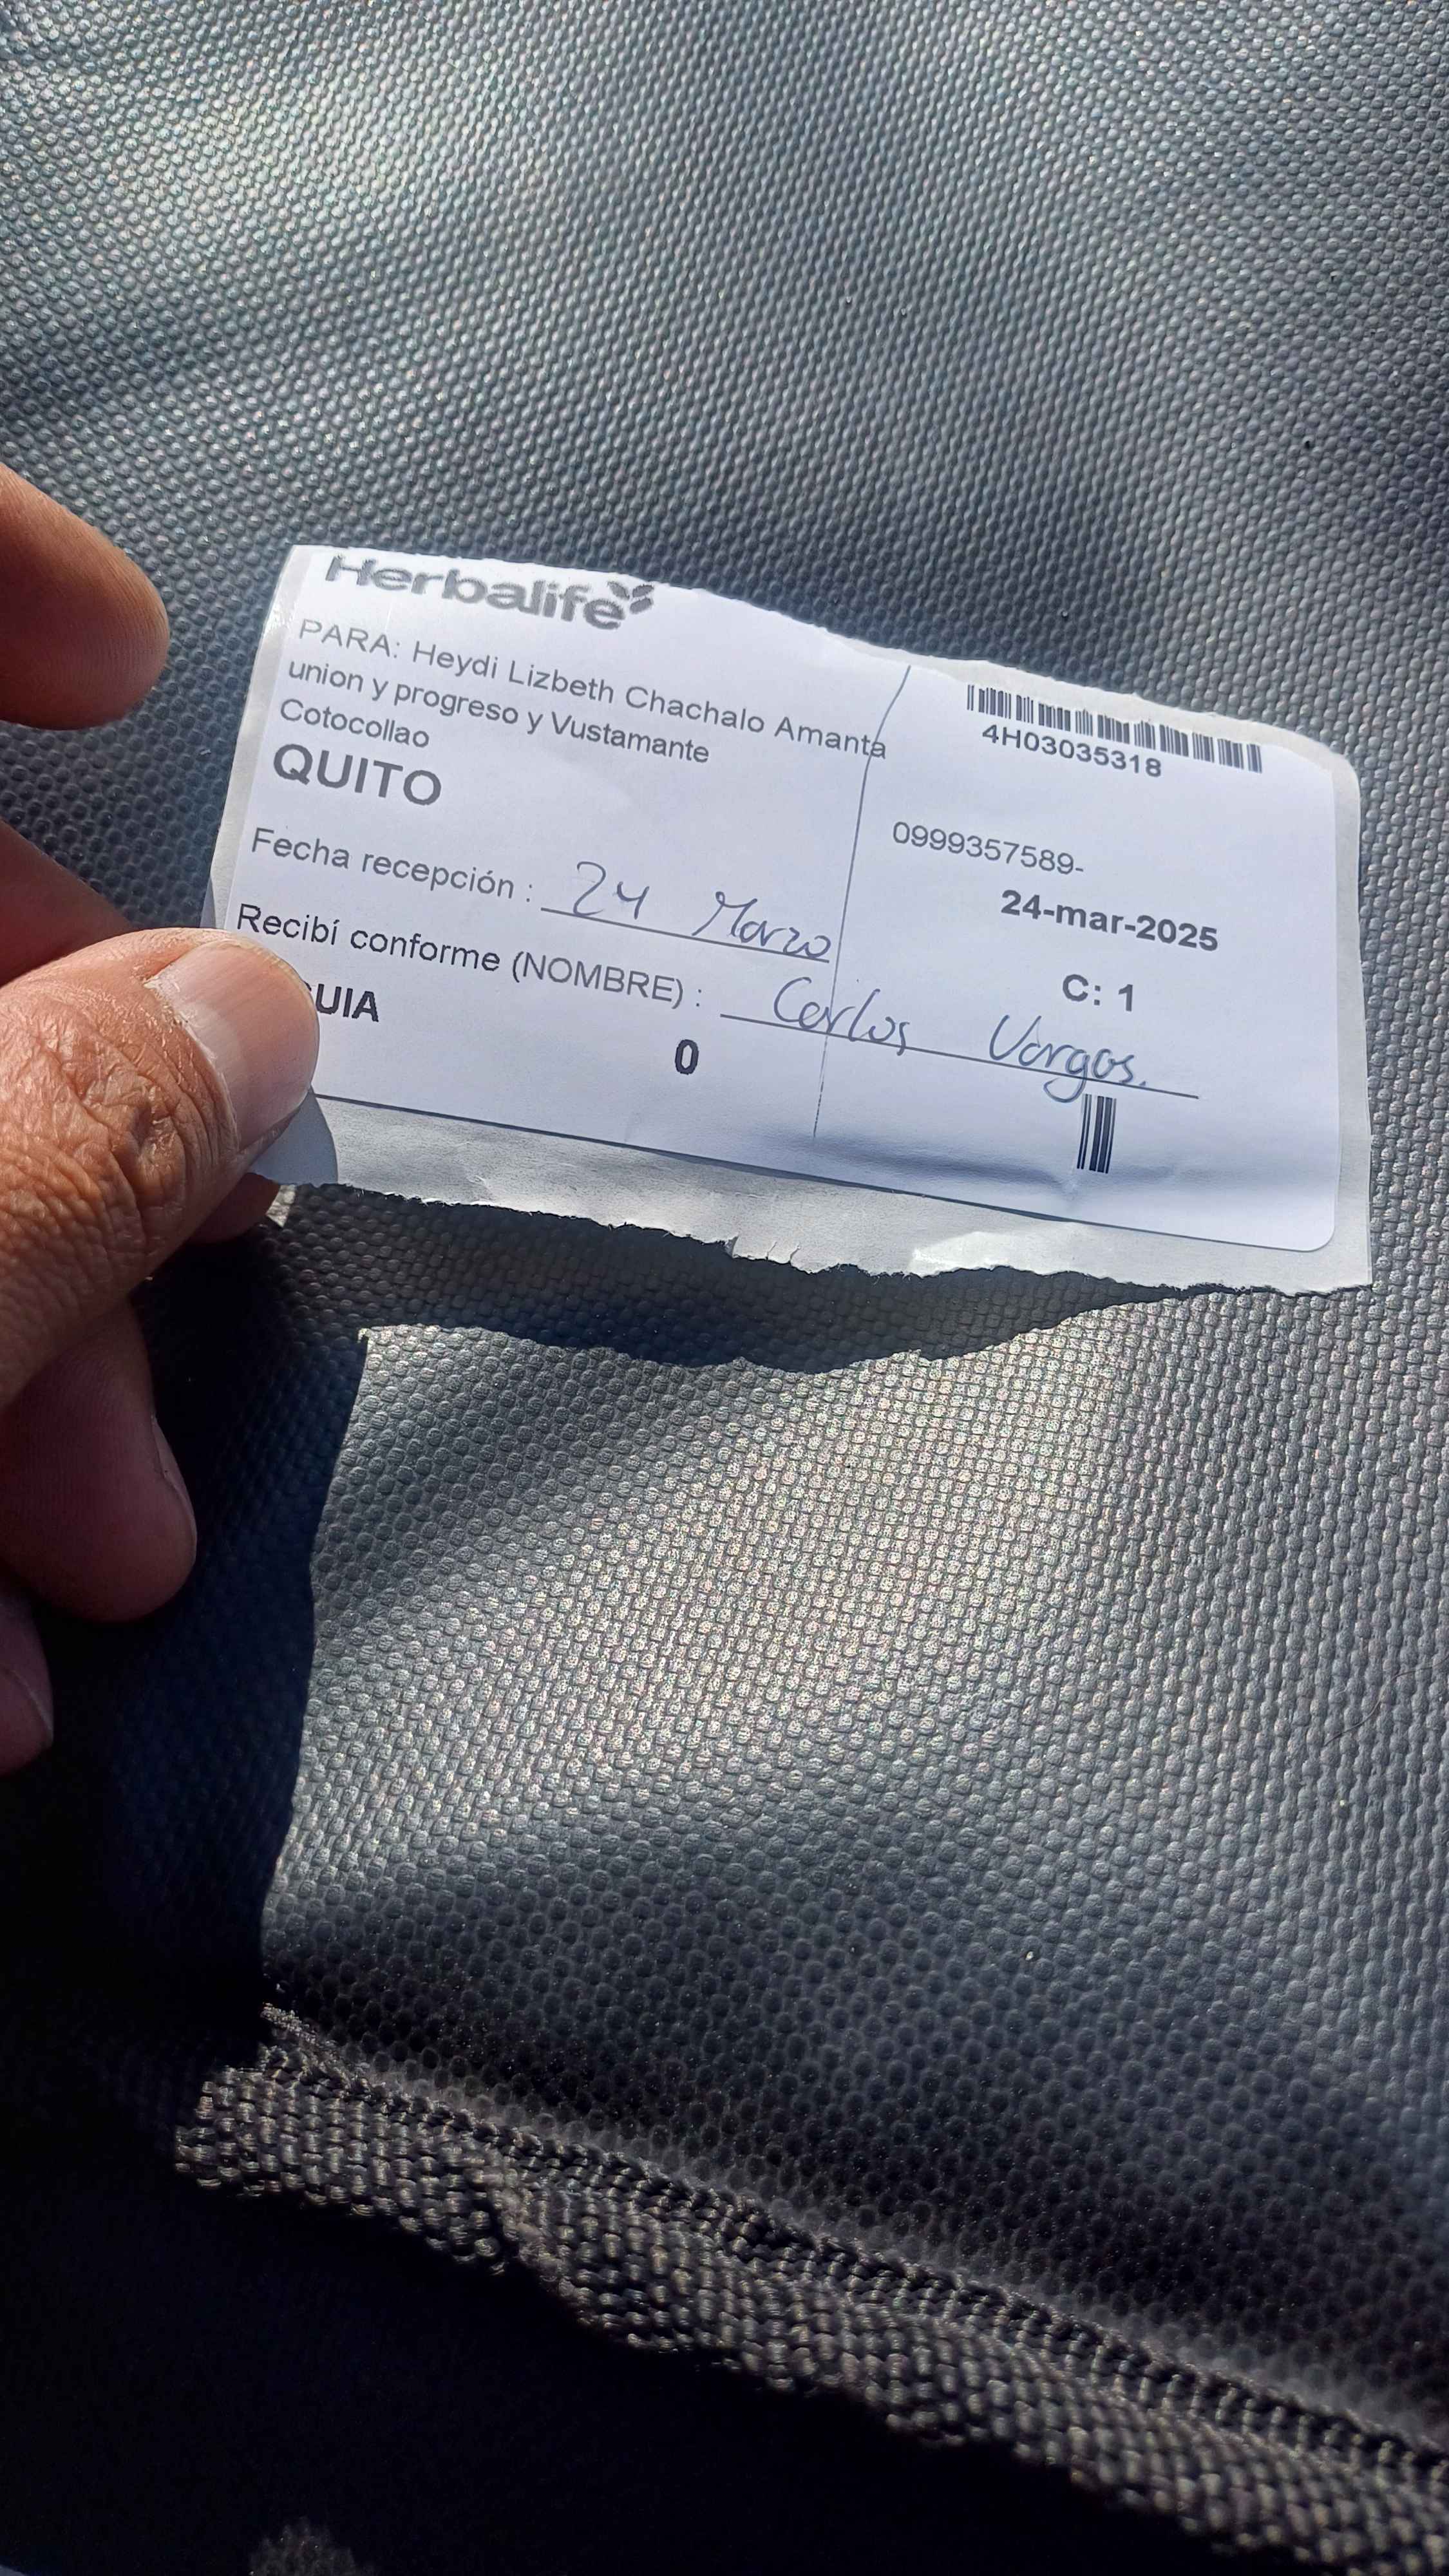 Herbalife
PARA: Heydi Lizbeth Chachalo Amanta
union y progreso y Vustamante
Cotocollao
QUITO
4H03035318
0999357589-
24-mar-2025
C: 1
Fecha recepción : 24 Marzo
Recibí conforme (NOMBRE) : Carlos Vargas.
UIA
0